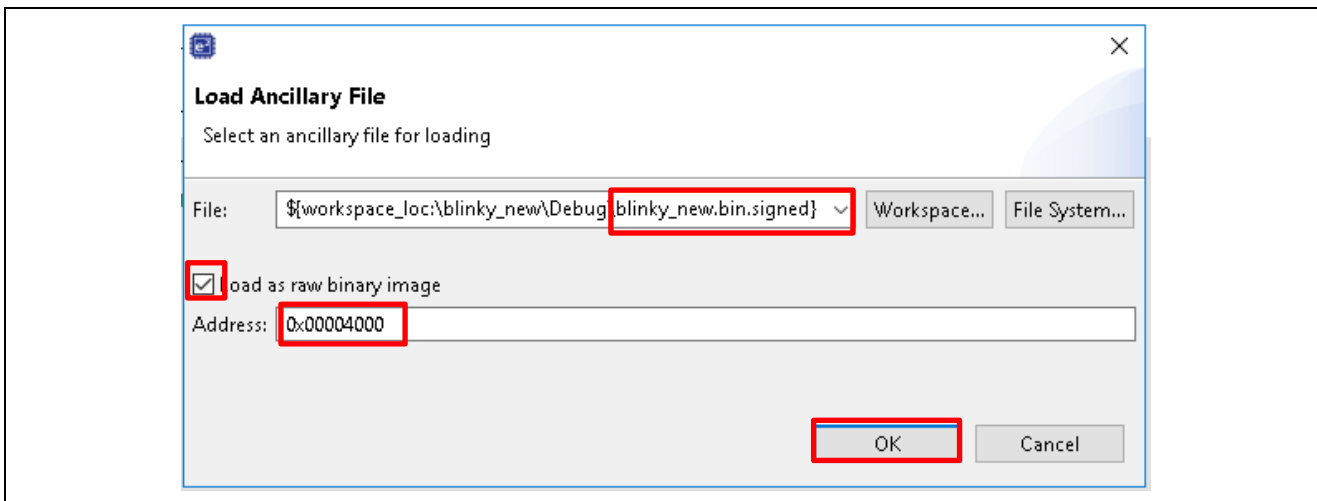 e²
Load Ancillary File
Select an ancillary file for loading
File: ${workspace_loc:\blinky_new\Debug\blinky_new.bin.signed} Workspace... File System...
Load as raw binary image
Address: 0x00004000
OK Cancel